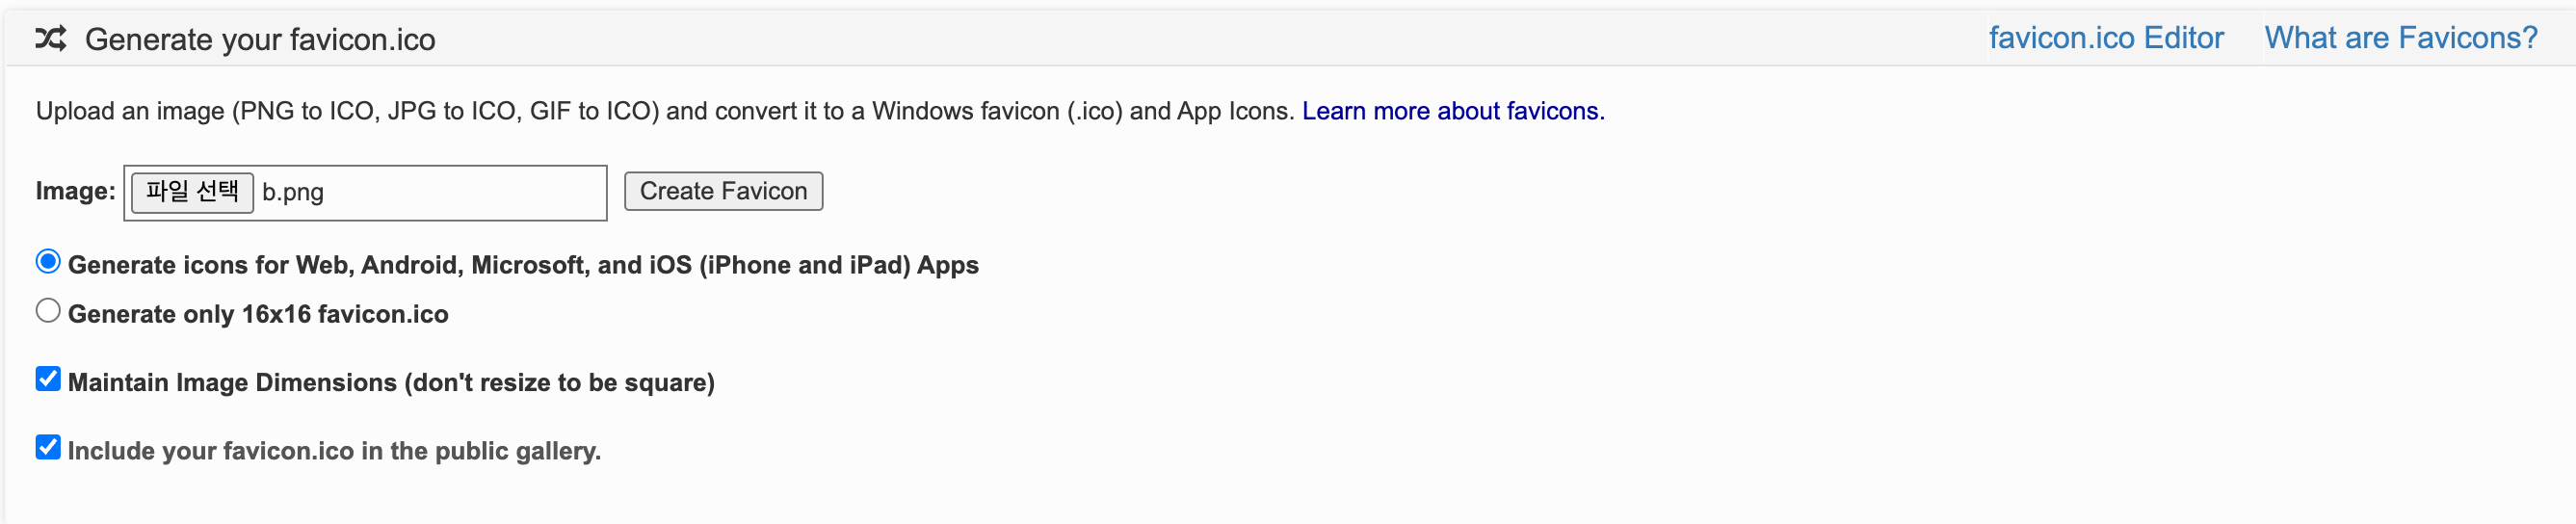 Generate your favicon.ico favicon.ico Editor What are Favicons?
Upload an image (PNG to ICO, JPG to ICO, GIF to ICO) and convert it to a Windows favicon (.ico) and App Icons. Learn more about favicons.
Image: 파일 선택 b.png Create Favicon
Generate icons for Web, Android, Microsoft, and iOS (iPhone and iPad) Apps
Generate only 16x16 favicon.ico
Maintain Image Dimensions (don't resize to be square)
Include your favicon.ico in the public gallery.